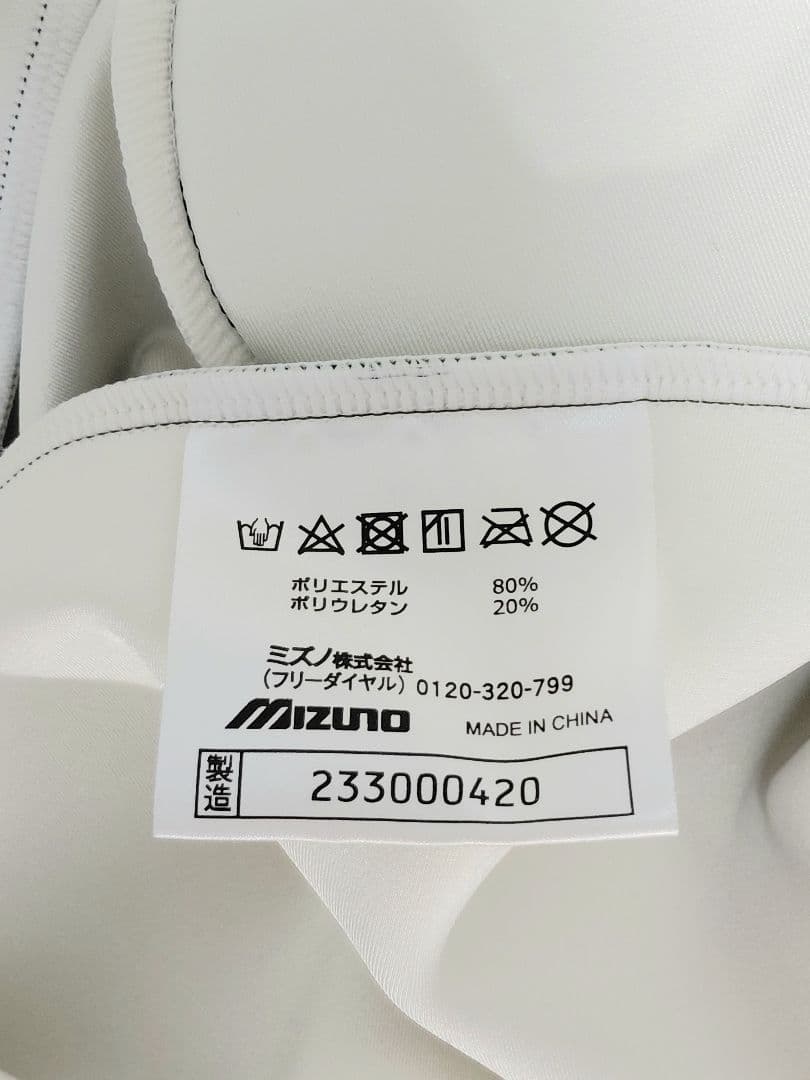 ポリエステル 80%
ポリウレタン 20%
ミズノ株式会社
(フリーダイヤル) 0120-320-799
MIZUNO MADE IN CHINA
製造 233000420